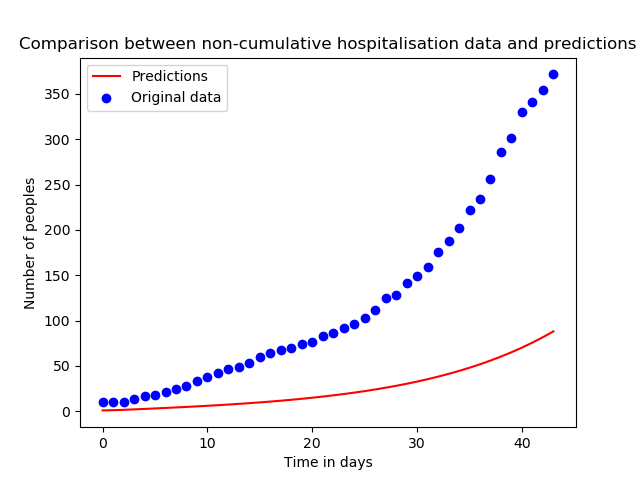 Comparison between non-cumulative hospitalisation data and predictions
Predictions
Original data
Number of peoples
350
300
250
200
150
100
50
0
0 10 20 30 40
Time in days